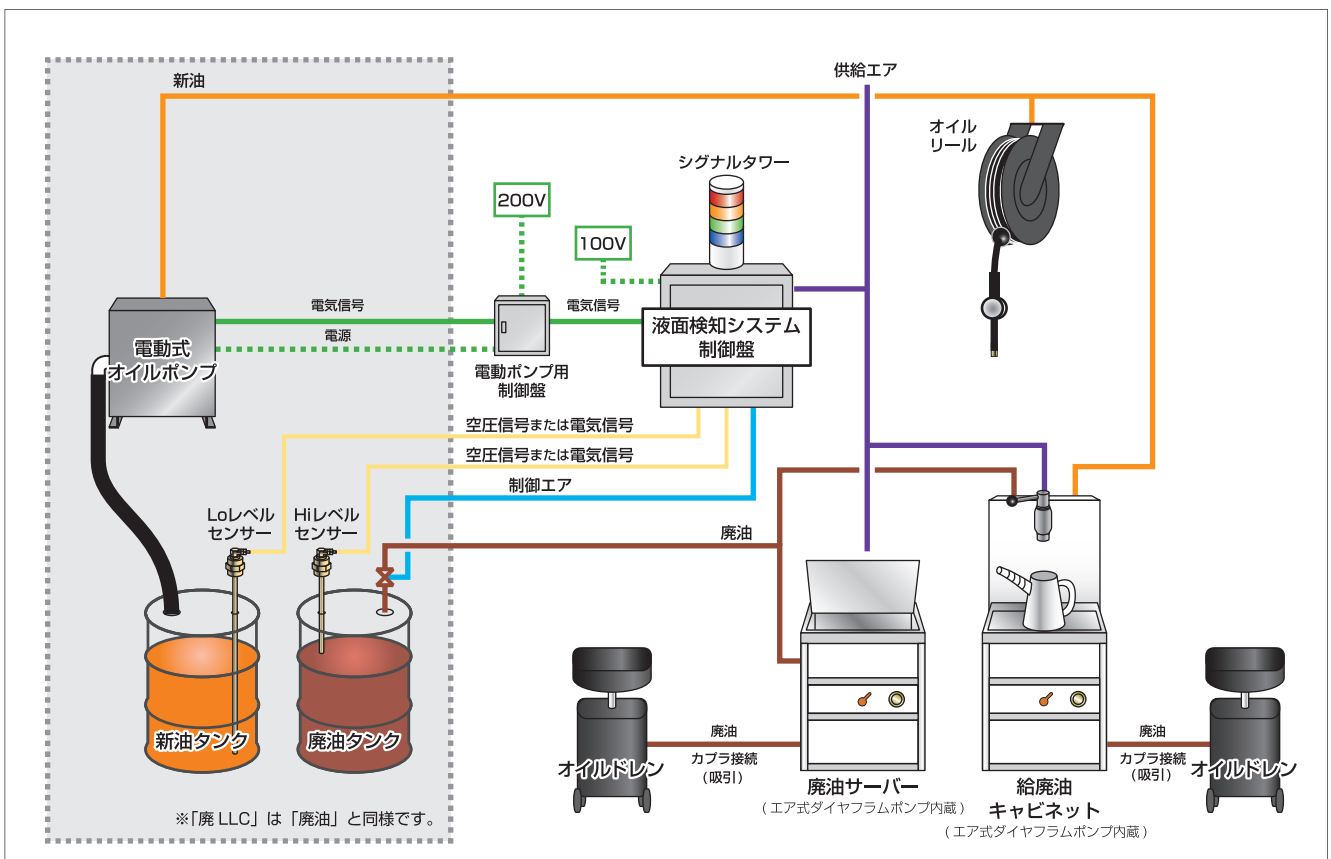 新油
供給エア
オイル
リール
シグナルタワー
200V
100V
電気信号
電気信号
電源
液面検知システム
制御盤
電動式
オイルポンプ
電動ポンプ用
制御盤
空圧信号または電気信号
空圧信号または電気信号
制御エア
Loレベル
センサー
Hiレベル
センサー
廃油
新油タンク
廃油タンク
廃油
カプラ接続
(吸引)
オイルドレン
廃油
カプラ接続
(吸引)
オイルドレン
廃油サーバー
(エア式ダイヤフラムポンプ内蔵)
給廃油
キャビネット
(エア式ダイヤフラムポンプ内蔵)
※「廃LLC」は「廃油」と同様です。